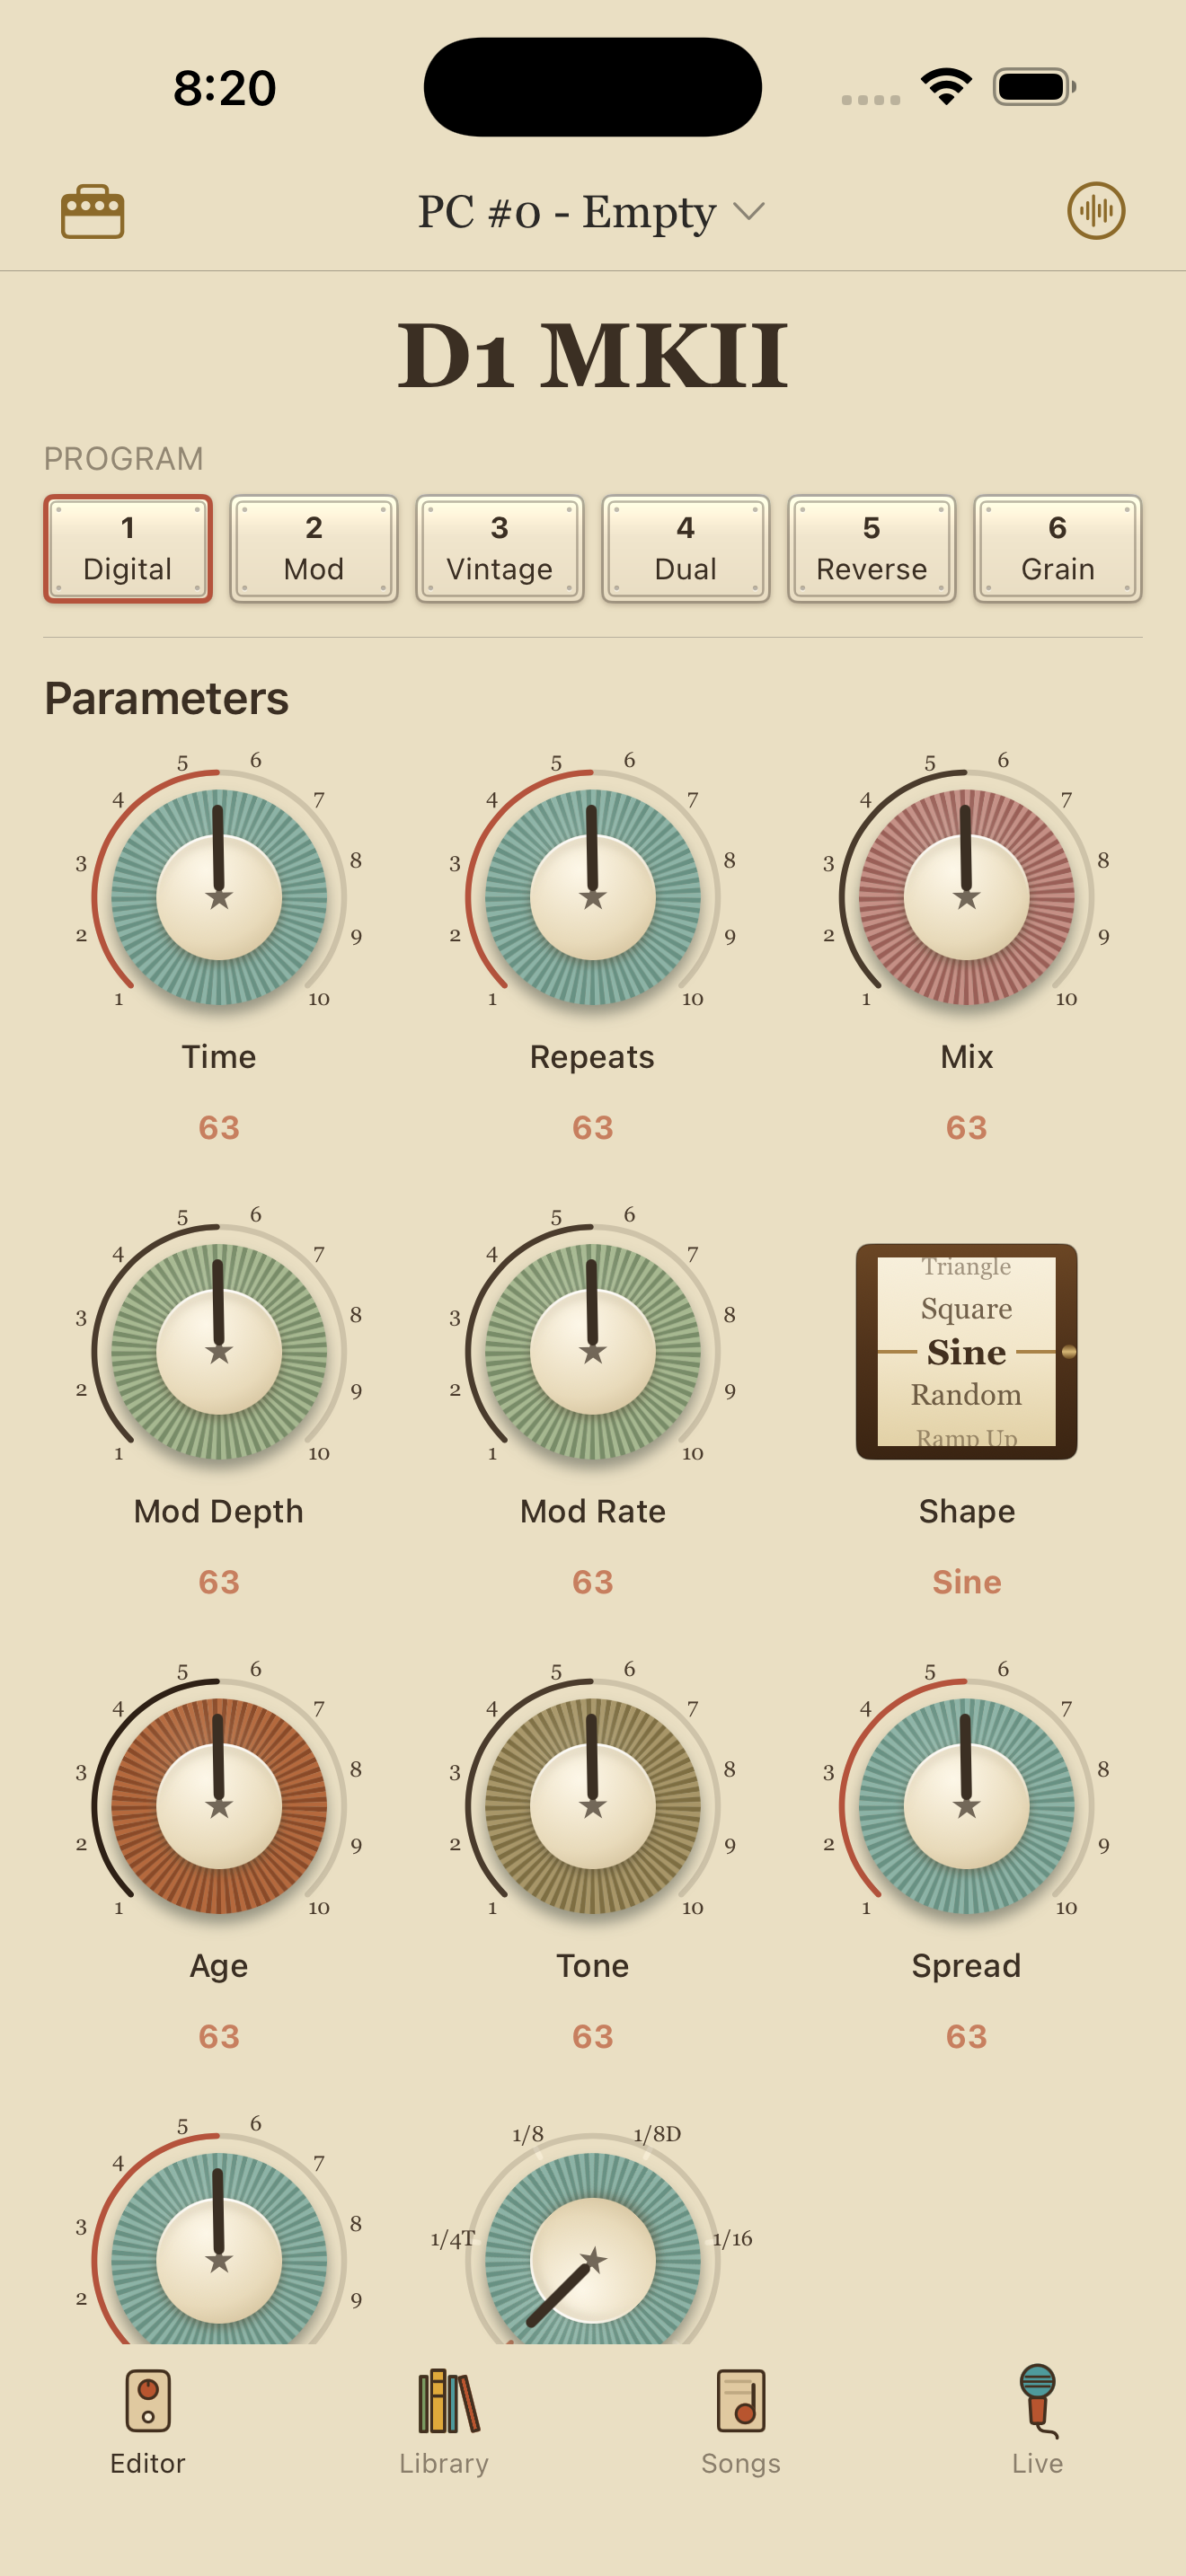 8:20
PC #0 - Empty
D1 MKII
PROGRAM
1 2 3 4 5 6
Digital Mod Vintage Dual Reverse Grain
Parameters
1 2 3 4 5 6 7 8 9 10
1 2 3 4 5 6 7 8 9 10
1 2 3 4 5 6 7 8 9 10
Time Repeats Mix
63 63 63
1 2 3 4 5 6 7 8 9 10
1 2 3 4 5 6 7 8 9 10
Triangle
Square
Sine
Random
Ramp Up
Mod Depth Mod Rate Shape
63 63 Sine
1 2 3 4 5 6 7 8 9 10
1 2 3 4 5 6 7 8 9 10
1 2 3 4 5 6 7 8 9 10
Age Tone Spread
63 63 63
2 3 4 5 6 7 8 9
1/4T 1/8 1/8D 1/16
Editor Library Songs Live